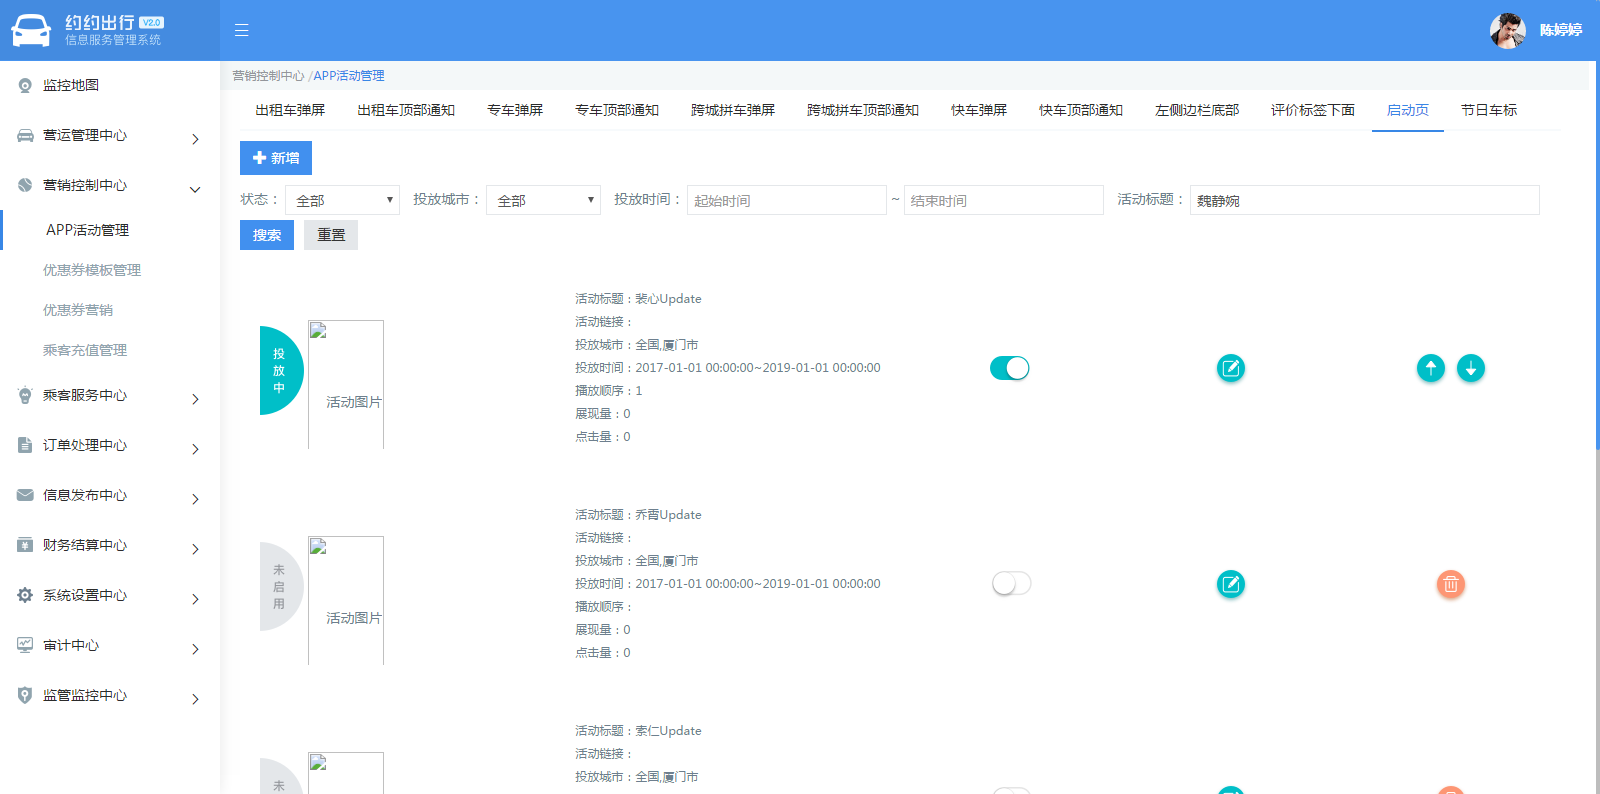 约约出行 V2.0
信息服务管理系统
陈婷婷
监控地图
营运管理中心
营销控制中心
APP活动管理
优惠券模板管理
优惠券营销
乘客充值管理
乘客服务中心
订单处理中心
信息发布中心
财务结算中心
系统设置中心
审计中心
监管监控中心
营销控制中心 /APP活动管理
出租车弹屏 出租车顶部通知 专车弹屏 专车顶部通知 跨城拼车弹屏 跨城拼车顶部通知 快车弹屏 快车顶部通知 左侧边栏底部 评价标签下面 启动页 节日车标
新增
状态： 全部 投放城市： 全部 投放时间： 起始时间 ~ 结束时间 活动标题： 魏静婉
搜索 重置
投放中
活动图片
活动标题：裴心Update
活动链接：
投放城市：全国,厦门市
投放时间：2017-01-01 00:00:00~2019-01-01 00:00:00
播放顺序：1
展现量：0
点击量：0
未启用
活动图片
活动标题：乔霄Update
活动链接：
投放城市：全国,厦门市
投放时间：2017-01-01 00:00:00~2019-01-01 00:00:00
播放顺序：
展现量：0
点击量：0
未
活动标题：索仁Update
活动链接：
投放城市：全国,厦门市